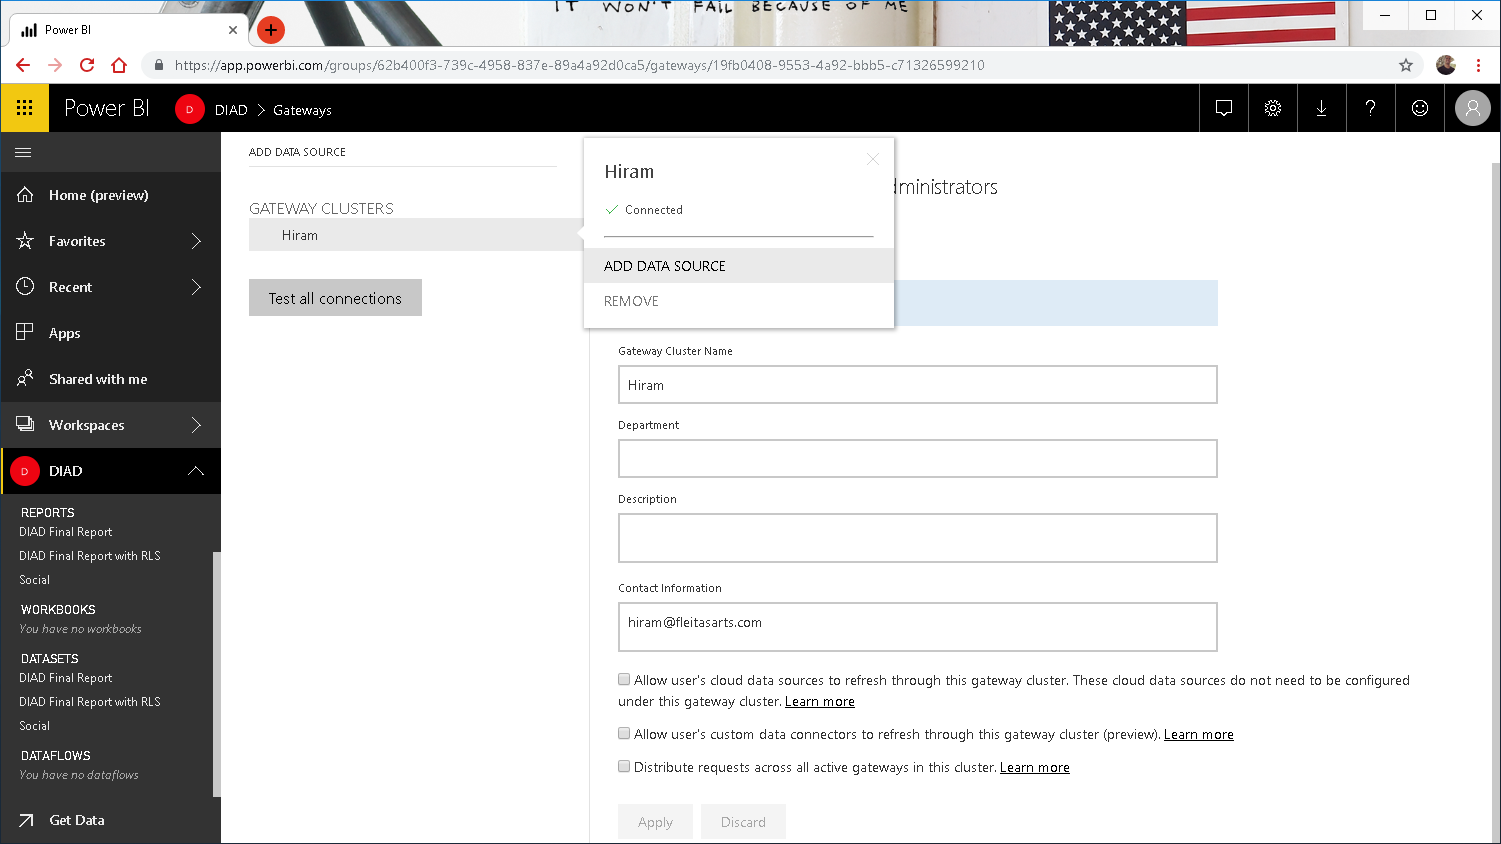 IT WON'T FAIL BECAUSE OF ME
Power BI
https://app.powerbi.com/groups/62b400f3-739c-4958-837e-89a4a92d0ca5/gateways/19fb0408-9553-4a92-bbb5-c71326599210
Power BI
D
DIAD
Gateways
?
Home (preview)
Favorites
Recent
Apps
Shared with me
Workspaces
D
DIAD
REPORTS
DIAD Final Report
DIAD Final Report with RLS
Social
WORKBOOKS
You have no workbooks
DATASETS
DIAD Final Report
DIAD Final Report with RLS
Social
DATAFLOWS
You have no dataflows
Get Data
ADD DATA SOURCE
GATEWAY CLUSTERS
Hiram
Test all connections
Hiram
Connected
ADD DATA SOURCE
REMOVE
dministrators
Gateway Cluster Name
Hiram
Department
Description
Contact Information
hiram@fleitasarts.com
Allow user's cloud data sources to refresh through this gateway cluster. These cloud data sources do not need to be configured
under this gateway cluster. Learn more
Allow user's custom data connectors to refresh through this gateway cluster (preview). Learn more
Distribute requests across all active gateways in this cluster. Learn more
Apply
Discard